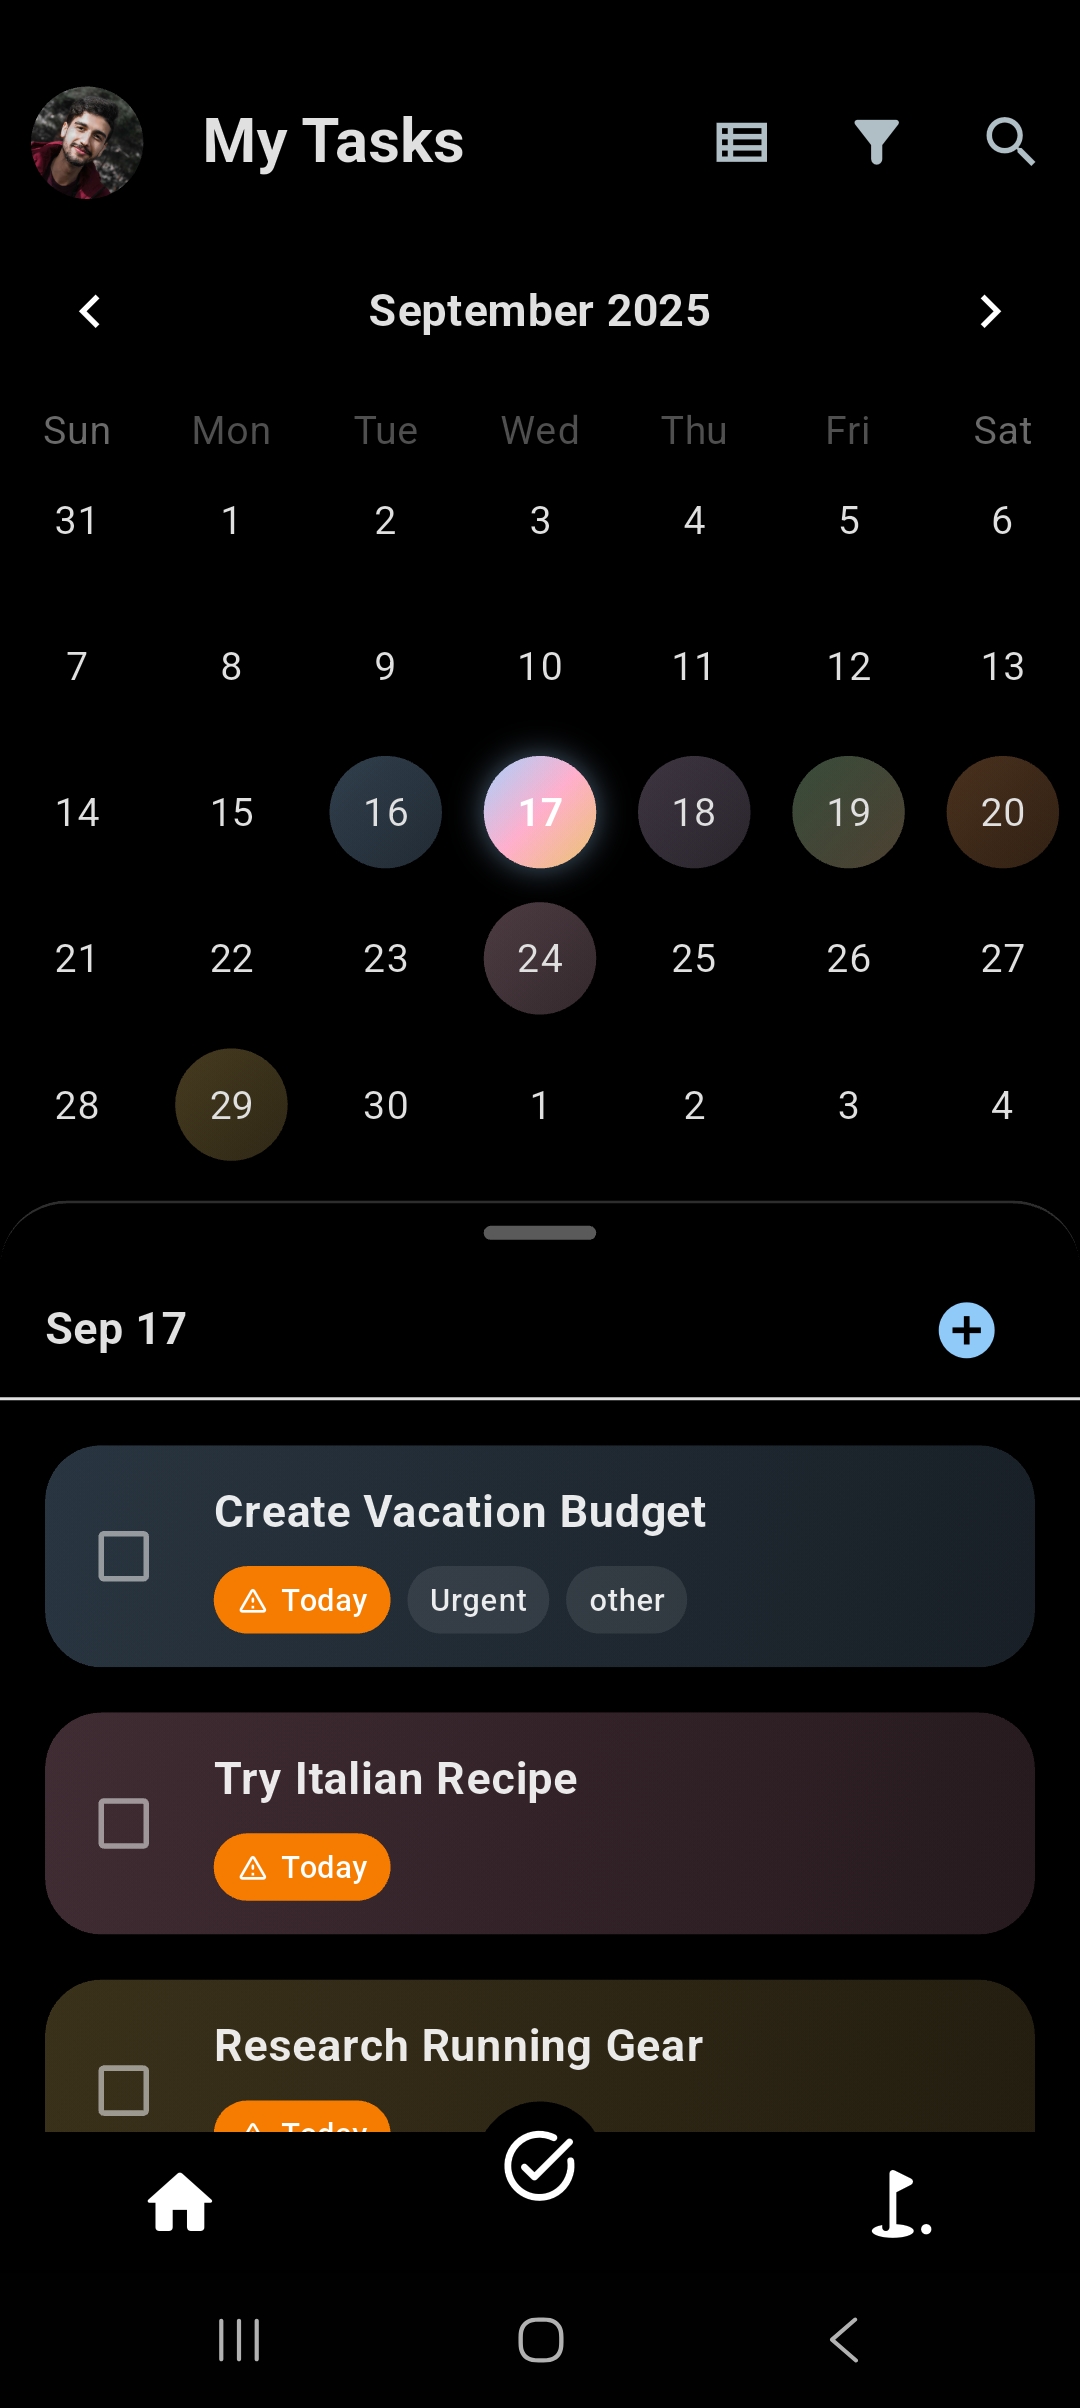 My Tasks
September 2025
Sun Mon Tue Wed Thu Fri Sat
31 1 2 3 4 5 6
7 8 9 10 11 12 13
14 15 16 17 18 19 20
21 22 23 24 25 26 27
28 29 30 1 2 3 4
Sep 17
Create Vacation Budget
Today Urgent other
Try Italian Recipe
Today
Research Running Gear
Today